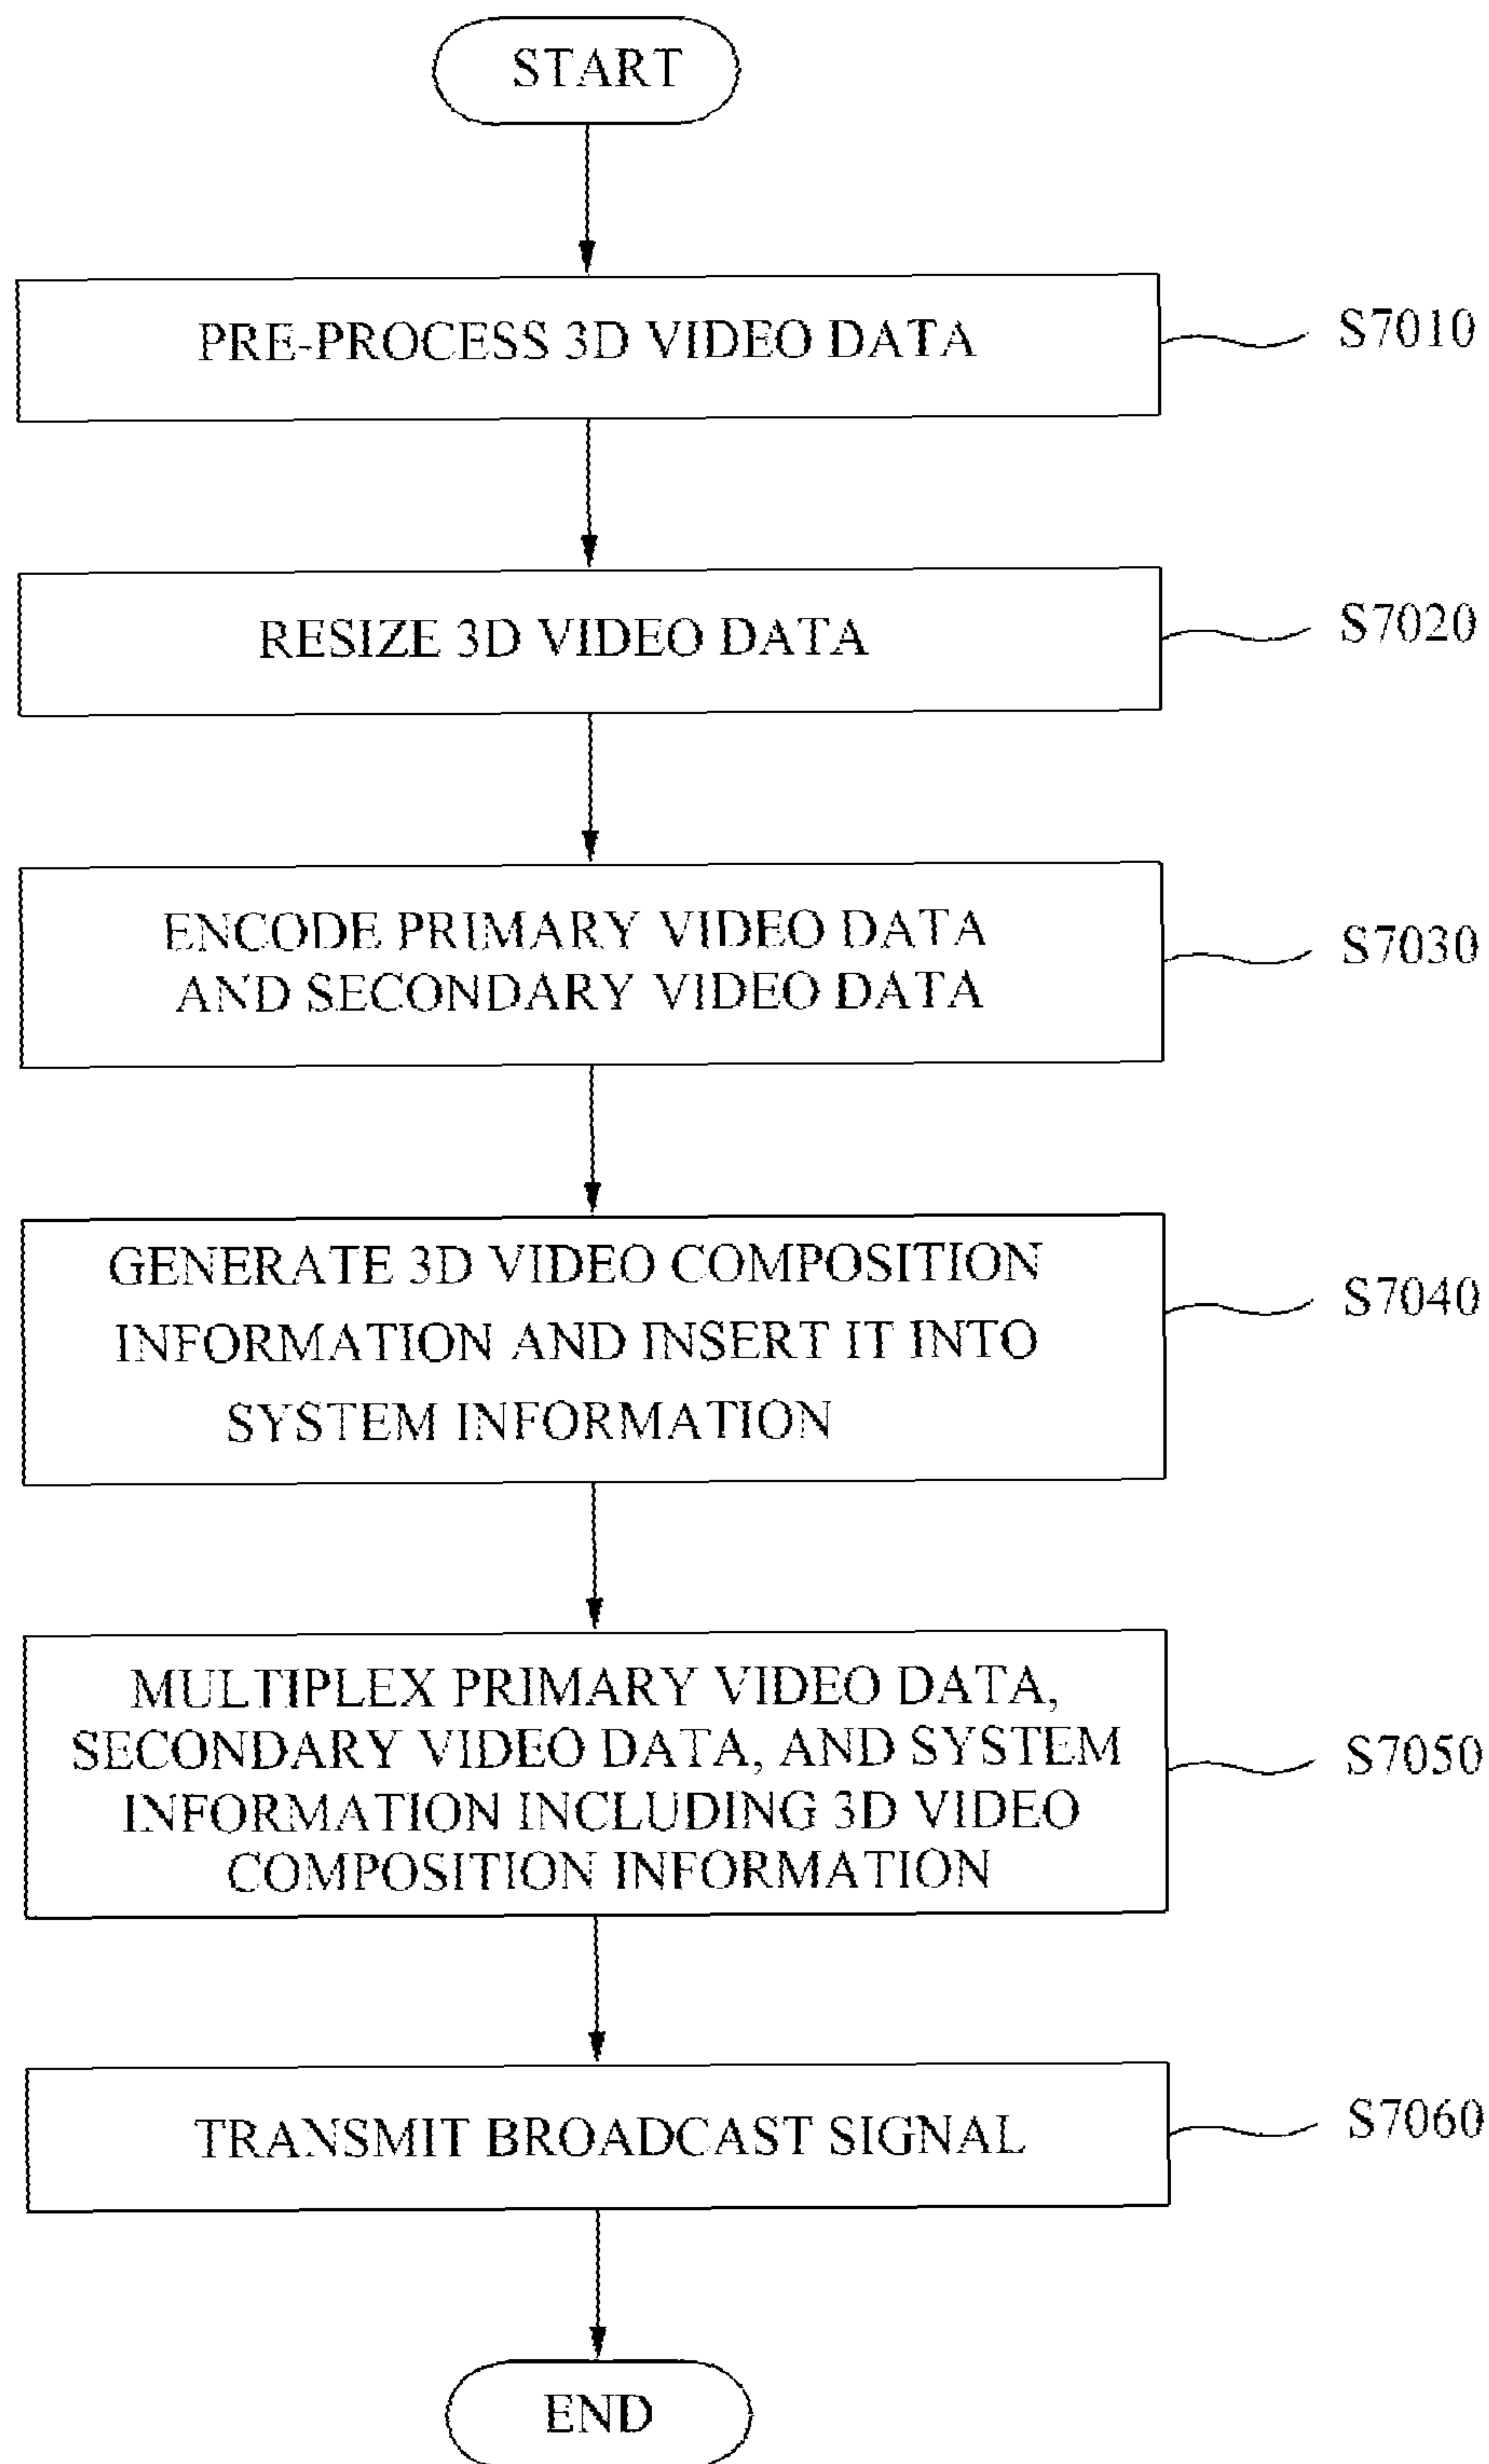 START
PRE-PROCESS 3D VIDEO DATA
S7010
RESIZE 3D VIDEO DATA
S7020
ENCODE PRIMARY VIDEO DATA
AND SECONDARY VIDEO DATA
S7030
GENERATE 3D VIDEO COMPOSITION
INFORMATION AND INSERT IT INTO
SYSTEM INFORMATION
S7040
MULTIPLEX PRIMARY VIDEO DATA,
SECONDARY VIDEO DATA, AND SYSTEM
INFORMATION INCLUDING 3D VIDEO
COMPOSITION INFORMATION
S7050
TRANSMIT BROADCAST SIGNAL
S7060
END